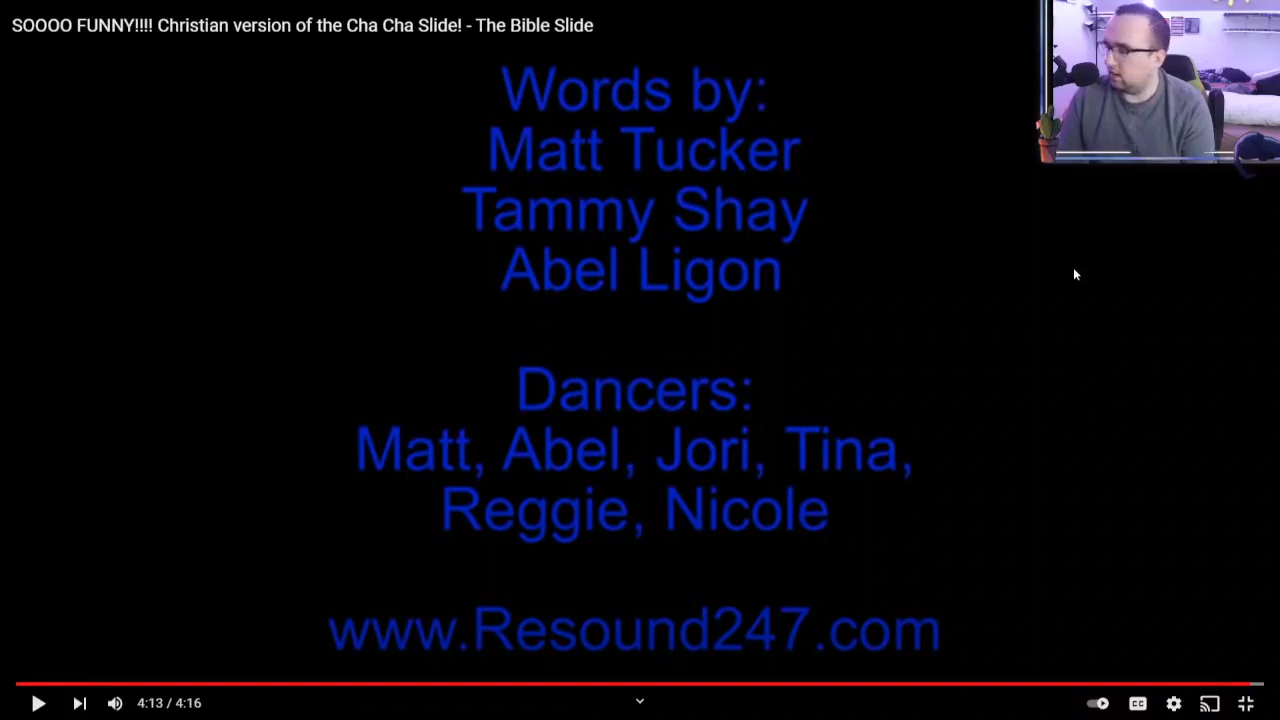 SOOOO FUNNY!!!! Christian version of the Cha Cha Slide! - The Bible Slide
Words by:
Matt Tucker
Tammy Shay
Abel Ligon
Dancers:
Matt, Abel, Jori, Tina,
Reggie, Nicole
www.Resound247.com
4:13 / 4:16
CC